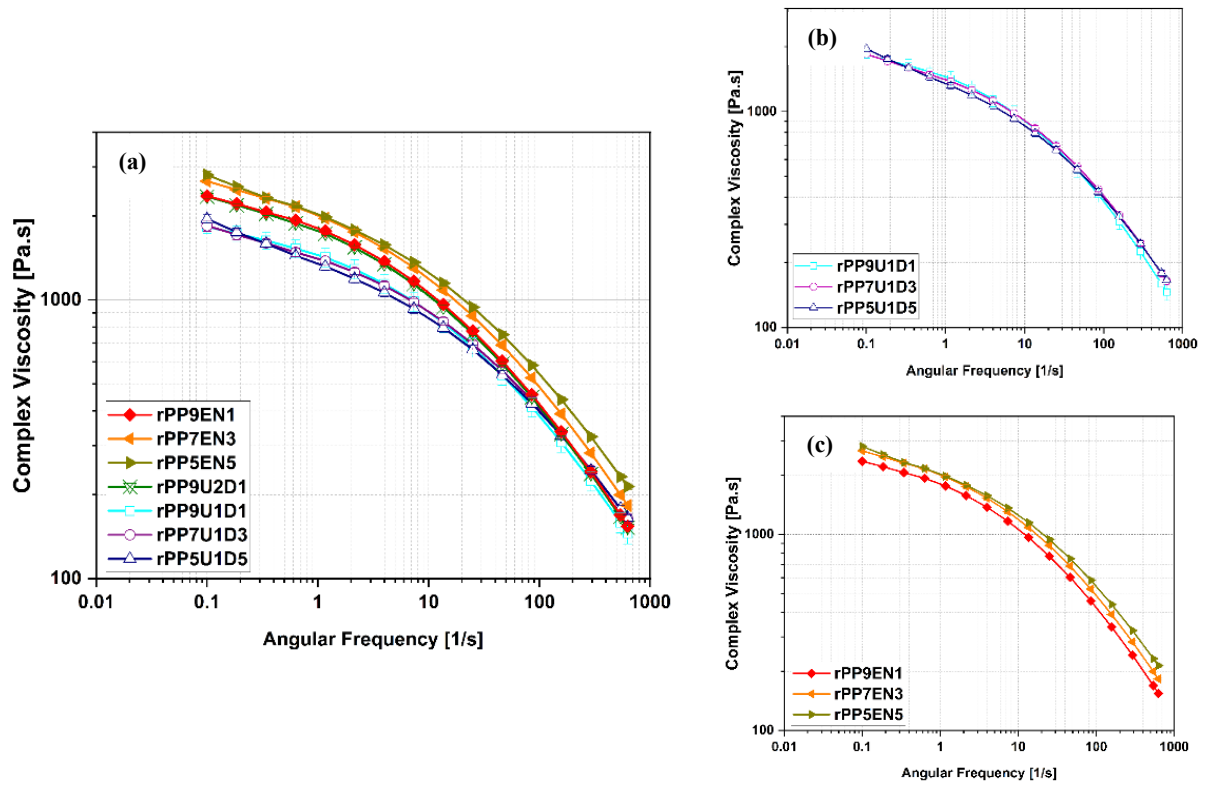 (a)
Complex Viscosity [Pa.s]
1000
100
rPP9EN1
rPP7EN3
rPP5EN5
rPP9U2D1
rPP9U1D1
rPP7U1D3
rPP5U1D5
0.01 0.1 1 10 100 1000
Angular Frequency [1/s]
(b)
Complex Viscosity [Pa.s]
1000
100
rPP9U1D1
rPP7U1D3
rPP5U1D5
0.01 0.1 1 10 100 1000
Angular Frequency [1/s]
(c)
Complex Viscosity [Pa.s]
1000
100
rPP9EN1
rPP7EN3
rPP5EN5
0.01 0.1 1 10 100 1000
Angular Frequency [1/s]